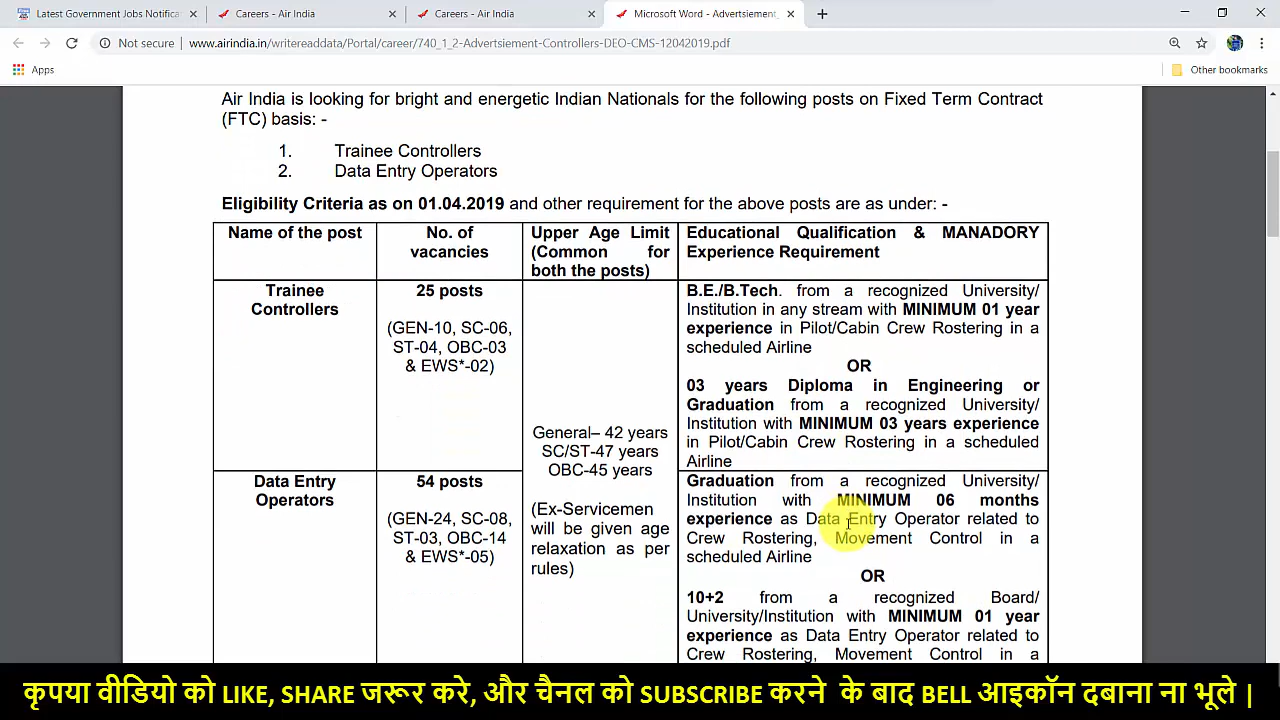 Latest Government Jobs Notifica
Careers - Air India
Careers - Air India
Microsoft Word - Advertsiement_
Not secure | www.airindia.in/writereaddata/Portal/career/740_1_2-Advertsiement-Controllers-DEO-CMS-12042019.pdf
Apps
Other bookmarks
Air India is looking for bright and energetic Indian Nationals for the following posts on Fixed Term Contract
(FTC) basis: -
1. Trainee Controllers
2. Data Entry Operators
Eligibility Criteria as on 01.04.2019 and other requirement for the above posts are as under: -
Name of the post
No. of
vacancies
Upper Age Limit
(Common for
both the posts)
Educational Qualification & MANADORY
Experience Requirement
Trainee
Controllers
25 posts
(GEN-10, SC-06,
ST-04, OBC-03
& EWS*-02)
General– 42 years
SC/ST-47 years
OBC-45 years
(Ex-Servicemen
will be given age
relaxation as per
rules)
B.E./B.Tech. from a recognized University/
Institution in any stream with MINIMUM 01 year
experience in Pilot/Cabin Crew Rostering in a
scheduled Airline
OR
03 years Diploma in Engineering or
Graduation from a recognized University/
Institution with MINIMUM 03 years experience
in Pilot/Cabin Crew Rostering in a scheduled
Airline
Data Entry
Operators
54 posts
(GEN-24, SC-08,
ST-03, OBC-14
& EWS*-05)
Graduation from a recognized University/
Institution with MINIMUM 06 months
experience as Data Entry Operator related to
Crew Rostering, Movement Control in a
scheduled Airline
OR
10+2 from a recognized Board/
University/Institution with MINIMUM 01 year
experience as Data Entry Operator related to
Crew Rostering, Movement Control in a
कृपया वीडियो को LIKE, SHARE जरूर करे, और चैनल को SUBSCRIBE करने के बाद BELL आइकॉन दबाना ना भूले |